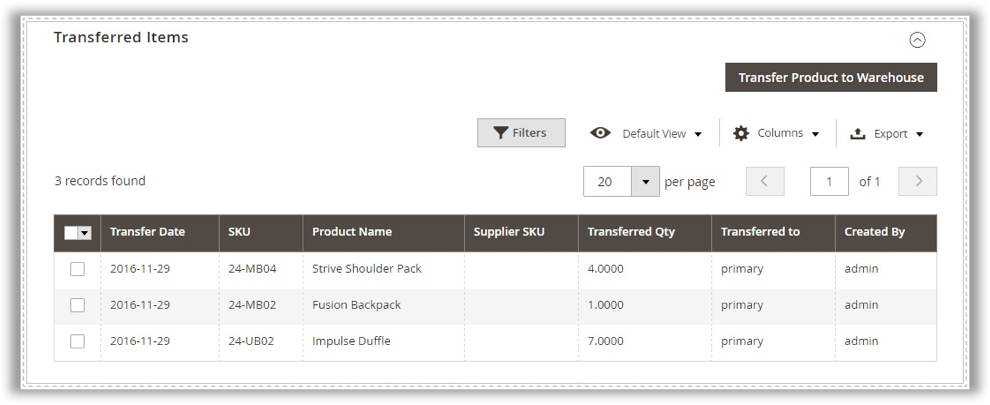 Transferred Items
Transfer Product to Warehouse
Filters Default View Columns Export
3 records found 20 per page 1 of 1
Transfer Date SKU Product Name Supplier SKU Transferred Qty Transferred to Created By
2016-11-29 24-MB04 Strive Shoulder Pack 4.0000 primary admin
2016-11-29 24-MB02 Fusion Backpack 1.0000 primary admin
2016-11-29 24-UB02 Impulse Duffle 7.0000 primary admin